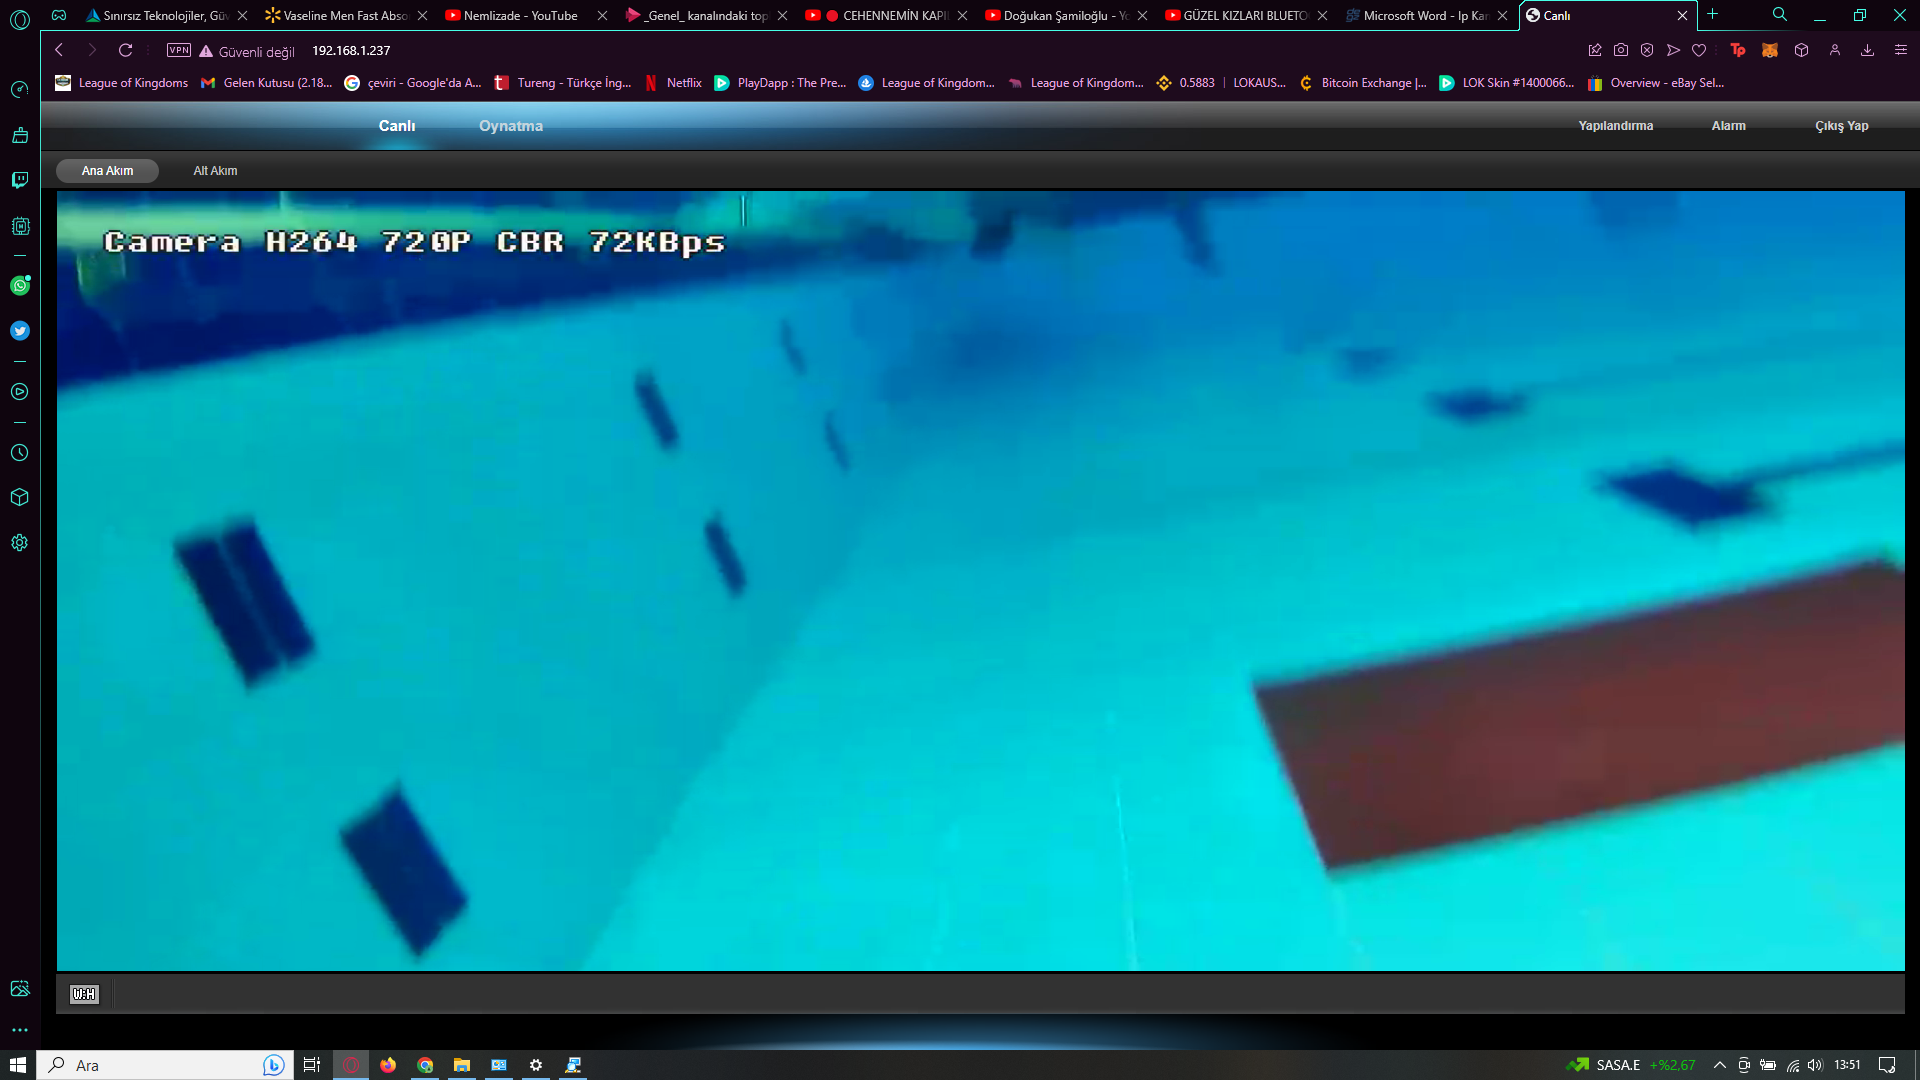 Sınırsız Teknolojiler, Güv
Vaseline Men Fast Abso
Nemlizade - YouTube
_Genel_ kanalındaki top
CEHENNEMİN KAPI
Doğukan Şamiloğlu - Yo
GÜZEL KIZLARI BLUETO
Microsoft Word - Ip Kam
Canlı
VPN
Güvenli değil
192.168.1.237
Tp
League of Kingdoms
Gelen Kutusu (2.18...
çeviri - Google'da A...
Tureng - Türkçe İng...
Netflix
PlayDapp : The Pre...
League of Kingdom...
League of Kingdom...
0.5883 | LOKAUS...
Bitcoin Exchange |...
LOK Skin #1400066...
Overview - eBay Sel...
Canlı
Oynatma
Yapılandırma
Alarm
Çıkış Yap
Ana Akım
Alt Akım
Camera H264 720P CBR 72KBps
W:H
Ara
SASA.E +%2.67
13:51